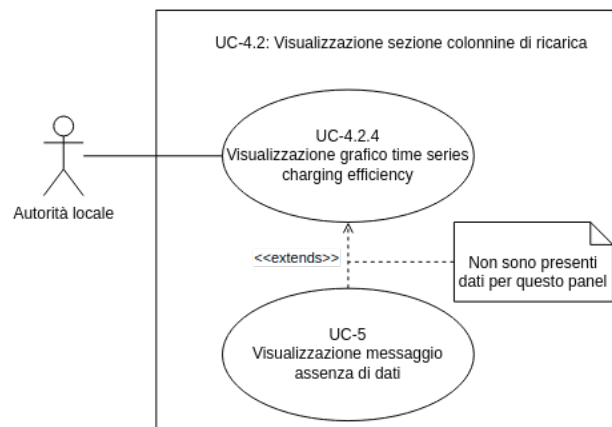 UC-4.2: Visualizzazione sezione colonnine di ricarica
UC-4.2.4
Visualizzazione grafico time series
charging efficiency
Autorità locale
<<extends>>
Non sono presenti
dati per questo panel
UC-5
Visualizzazione messaggio
assenza di dati